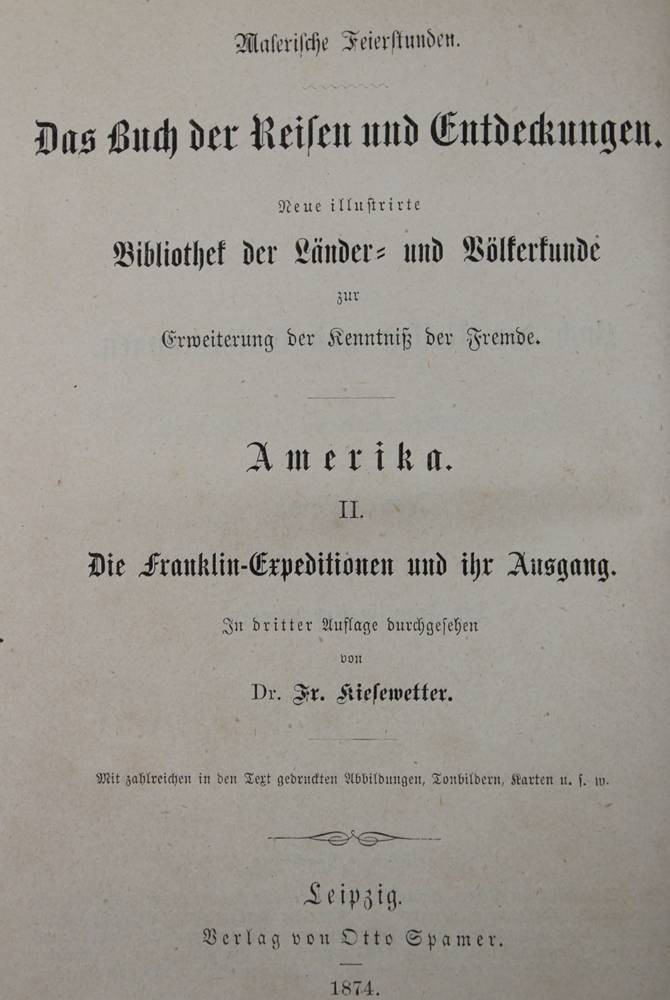 Malerische Feierstunden.
Das Buch der Reisen und Entdeckungen.
Neue illustrirte
Bibliothek der Länder- und Völkerkunde
zur
Erweiterung der Kenntniß der Fremde.
Amerika.
II.
Die Franklin-Expeditionen und ihr Ausgang.
In dritter Auflage durchgesehen
von
Dr. Fr. Kiesewetter.
Mit zahlreichen in den Text gedruckten Abbildungen, Tonbildern, Karten u. s. w.
Leipzig.
Verlag von Otto Spamer.
1874.